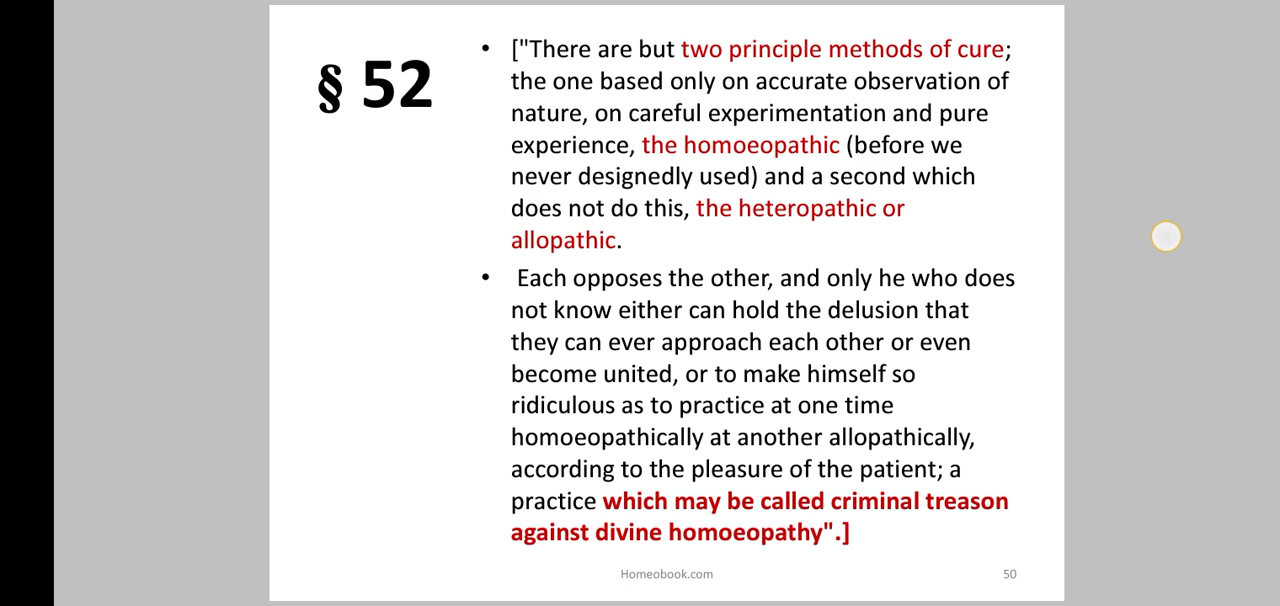 § 52
• ["There are but two principle methods of cure;
the one based only on accurate observation of
nature, on careful experimentation and pure
experience, the homoeopathic (before we
never designedly used) and a second which
does not do this, the heteropathic or
allopathic.
• Each opposes the other, and only he who does
not know either can hold the delusion that
they can ever approach each other or even
become united, or to make himself so
ridiculous as to practice at one time
homoeopathically at another allopathically,
according to the pleasure of the patient; a
practice which may be called criminal treason
against divine homoeopathy".]
Homeobook.com
50